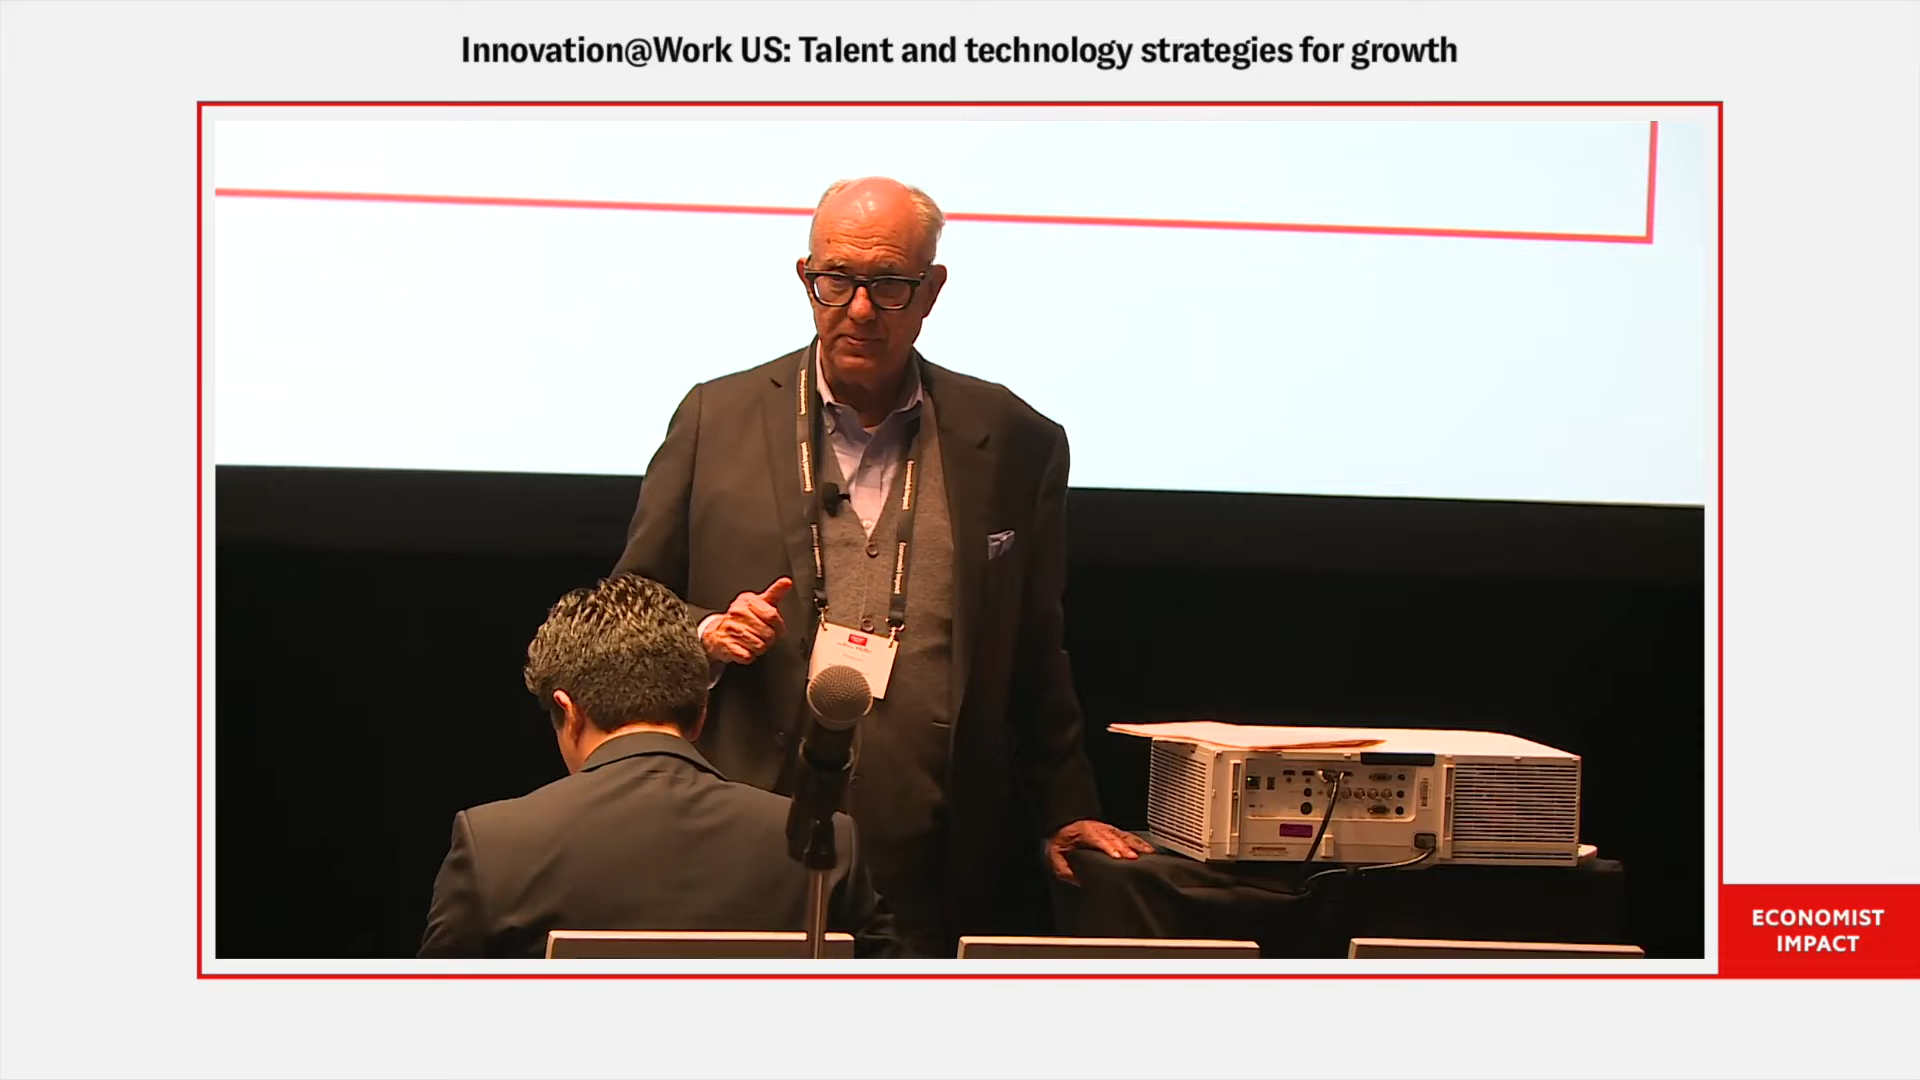 Innovation@Work US: Talent and technology strategies for growth
ECONOMIST
IMPACT